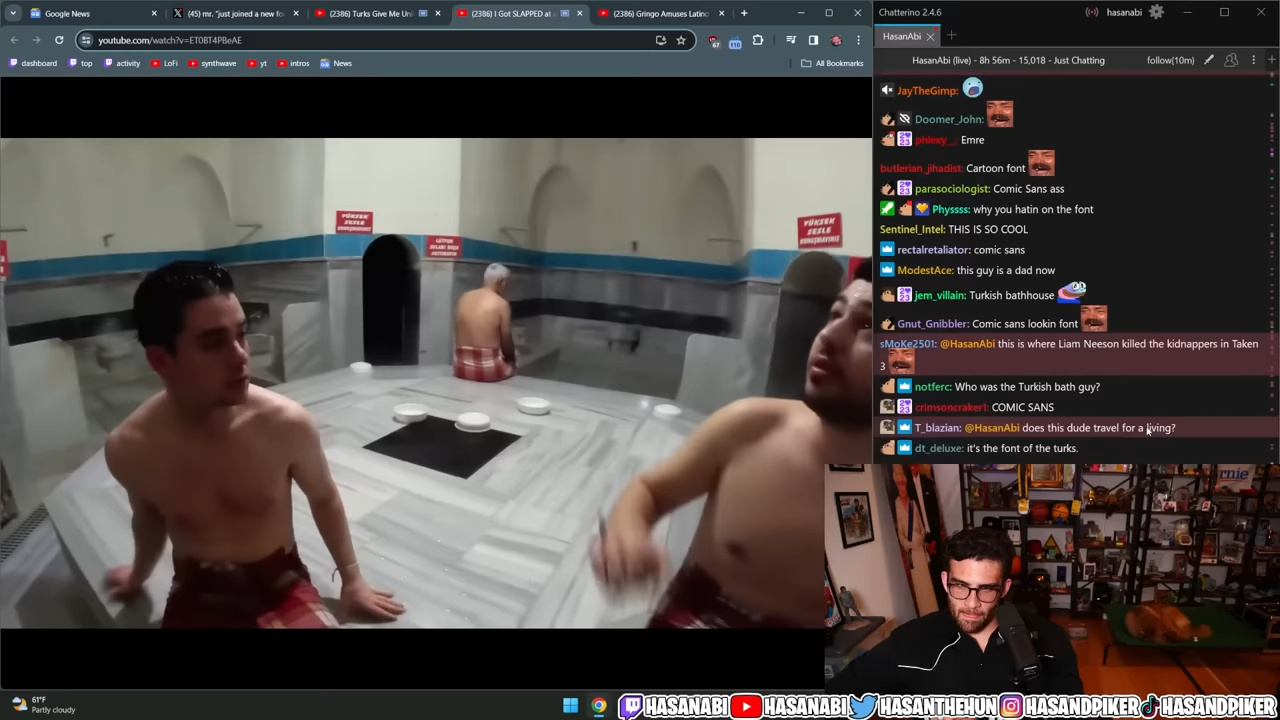 Google News
(45) mr. "just joined a new fo
(2386) Turks Give Me Un
(2386) I Got SLAPPED at
(2386) Gringo Amuses Latino
youtube.com/watch?v=ET0BT4PBeAE
67
110
dashboard
top
activity
LoFi
synthwave
yt
intros
News
All Bookmarks
YÜKSEK
SESLE
KONUŞMAYINIZ
YÜKSEK
SESLE
KONUŞMAYINIZ
Chatterino 2.4.6
hasanabi
HasanAbi
HasanAbi (live) - 8h 56m - 15,018 - Just Chatting
follow(10m)
JayTheGimp:
Doomer_John:
phlexy__: Emre
butlerian_jihadist: Cartoon font
parasociologist: Comic Sans ass
Physsss: why you hatin on the font
Sentinel_Intel: THIS IS SO COOL
rectalretaliator: comic sans
ModestAce: this guy is a dad now
jem_villain: Turkish bathhouse
Gnut_Gnibbler: Comic sans lookin font
sMoKe2501: @HasanAbi this is where Liam Neeson killed the kidnappers in Taken
3
notferc: Who was the Turkish bath guy?
crimsoncraker1: COMIC SANS
T_blazian: @HasanAbi does this dude travel for a living?
dt_deluxe: it's the font of the turks.
61°F
Partly cloudy
HASANABI
HASANABI
HASANTHEHUN
HASANDPIKER
HASANDPIKER